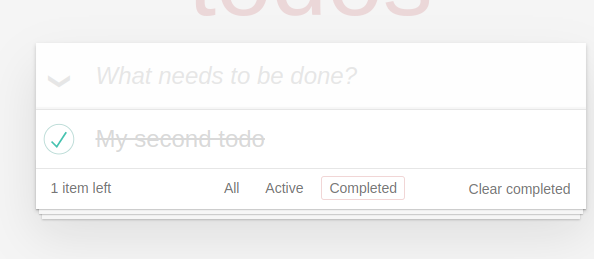 todos
What needs to be done?
My second todo
1 item left All Active Completed Clear completed